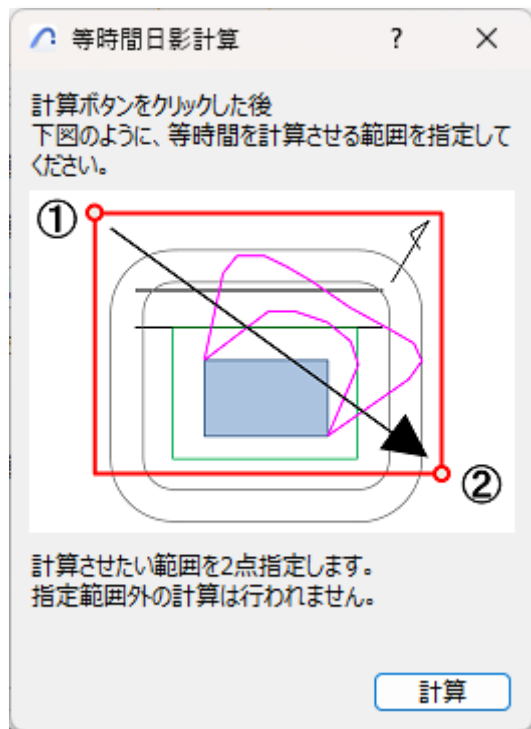 等時間日影計算 ?
計算ボタンをクリックした後
下図のように、等時間を計算させる範囲を指定して
ください。
①
②
計算させたい範囲を2点指定します。
指定範囲外の計算は行われません。
計算